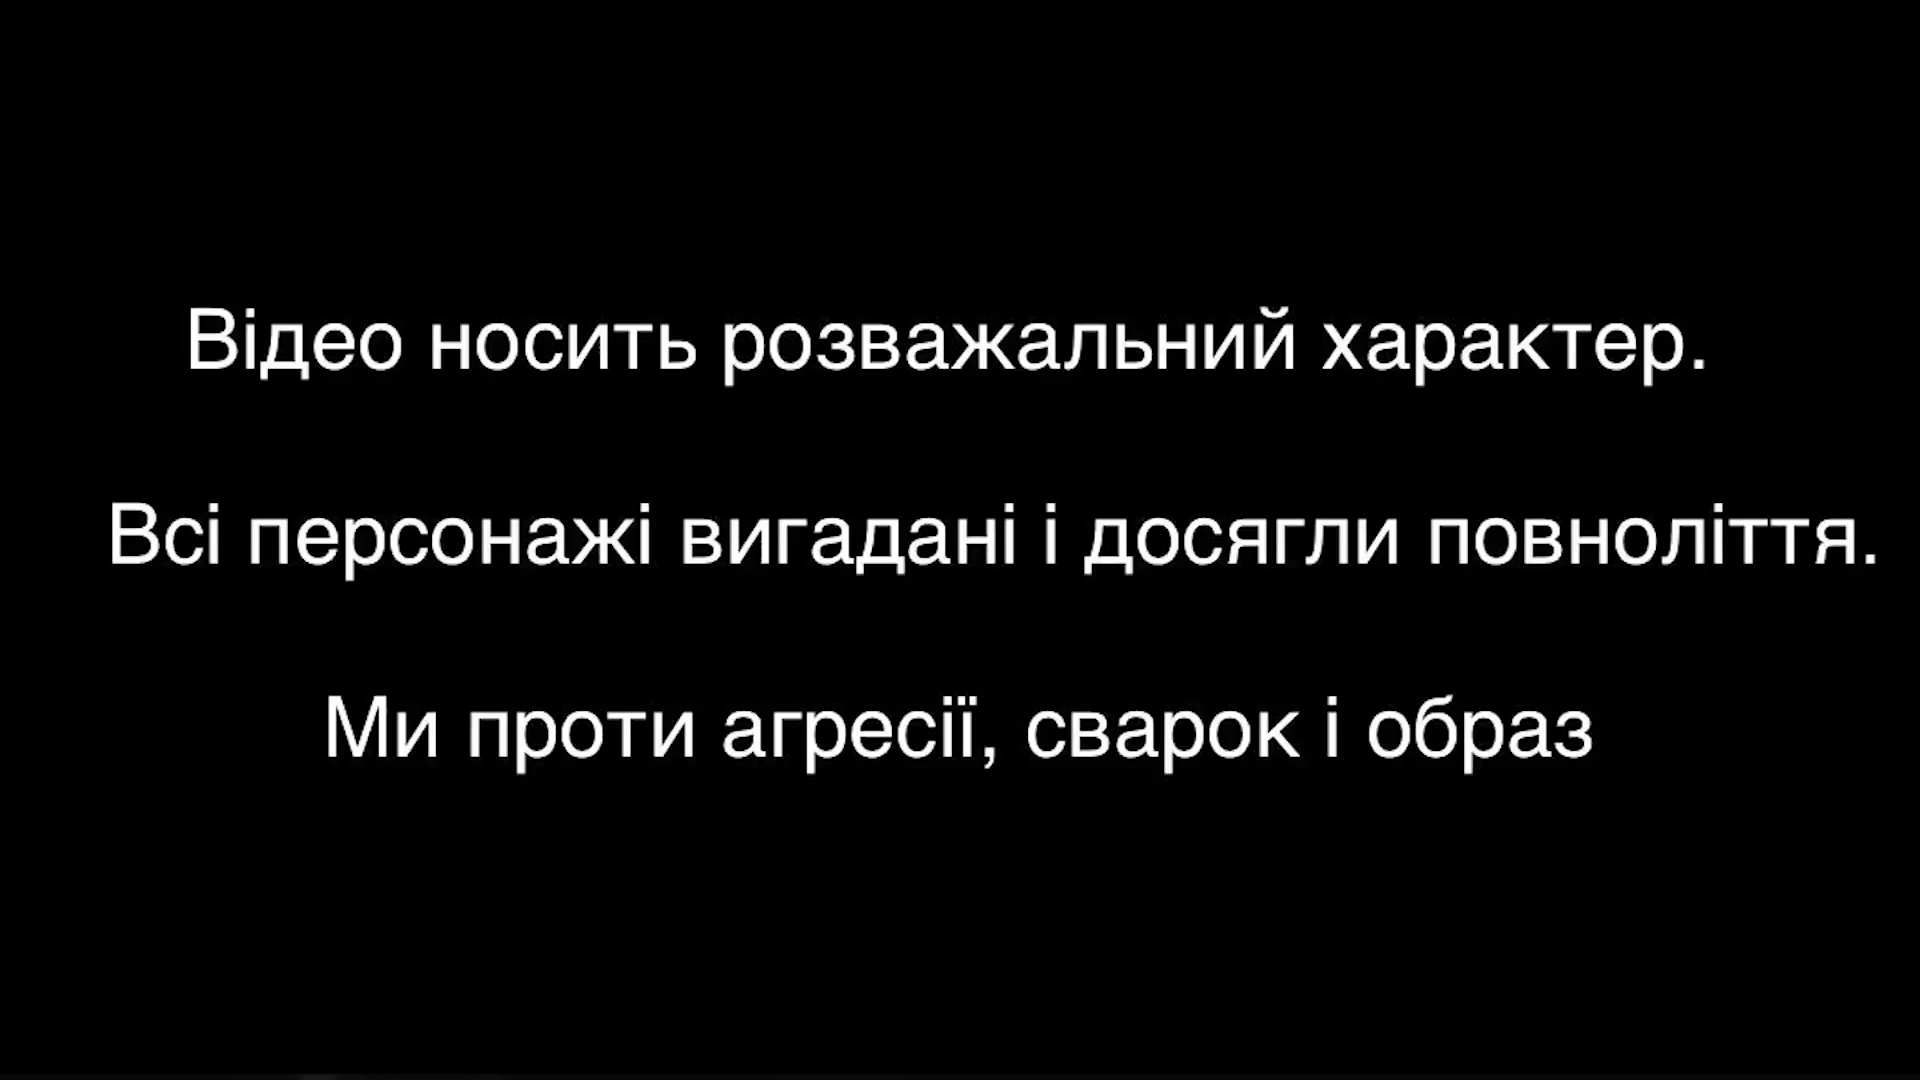 Відео носить розважальний характер.
Всі персонажі вигадані і досягли повноліття.
Ми проти агресії, сварок і образ